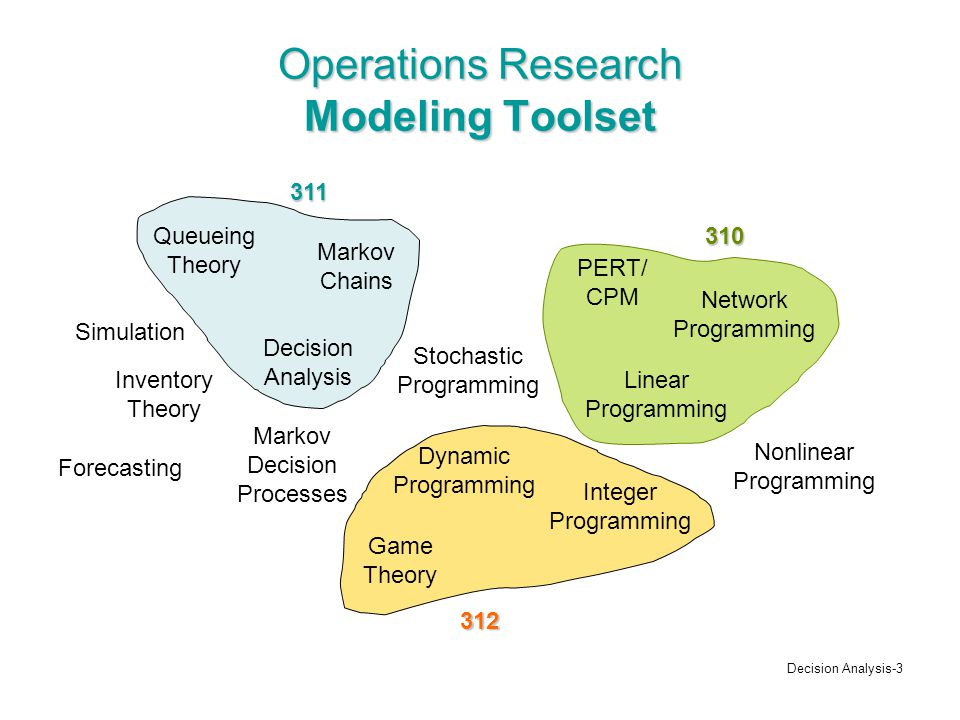 Operations Research
Modeling Toolset
311
Queueing
Theory
Markov
Chains
310
PERT/
CPM
Network
Programming
Simulation
Decision
Analysis
Stochastic
Programming
Linear
Programming
Inventory
Theory
Markov
Decision
Processes
Forecasting
Dynamic
Programming
Integer
Programming
Nonlinear
Programming
Game
Theory
312
Decision Analysis-3